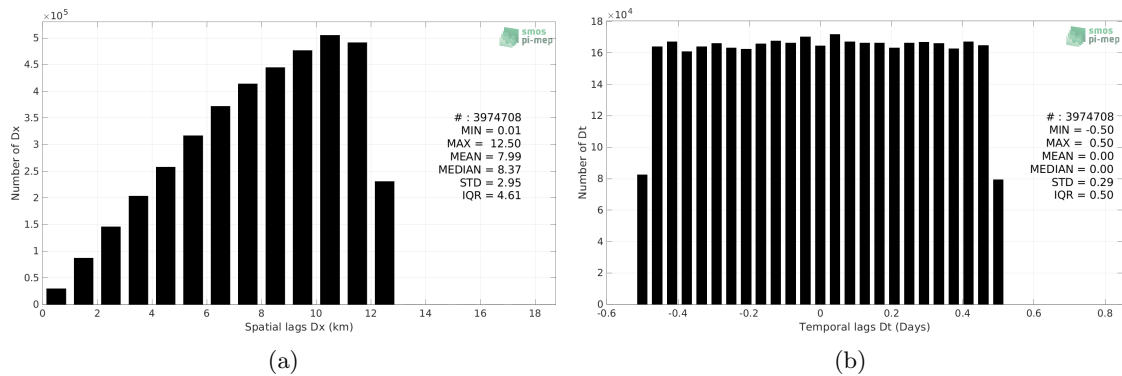 ×10⁵
5
4.5
4
3.5
3
2.5
2
1.5
1
0.5
0
Number of Dx
smos
pi-mep
# : 3974708
MIN = 0.01
MAX = 12.50
MEAN = 7.99
MEDIAN = 8.37
STD = 2.95
IQR = 4.61
0 2 4 6 8 10 12 14 16 18
Spatial lags Dx (km)
(a)
×10⁴
18
16
14
12
10
8
6
4
2
0
Number of Dt
smos
pi-mep
# : 3974708
MIN = -0.50
MAX = 0.50
MEAN = 0.00
MEDIAN = 0.00
STD = 0.29
IQR = 0.50
-0.6 -0.4 -0.2 0 0.2 0.4 0.6 0.8
Temporal lags Dt (Days)
(b)